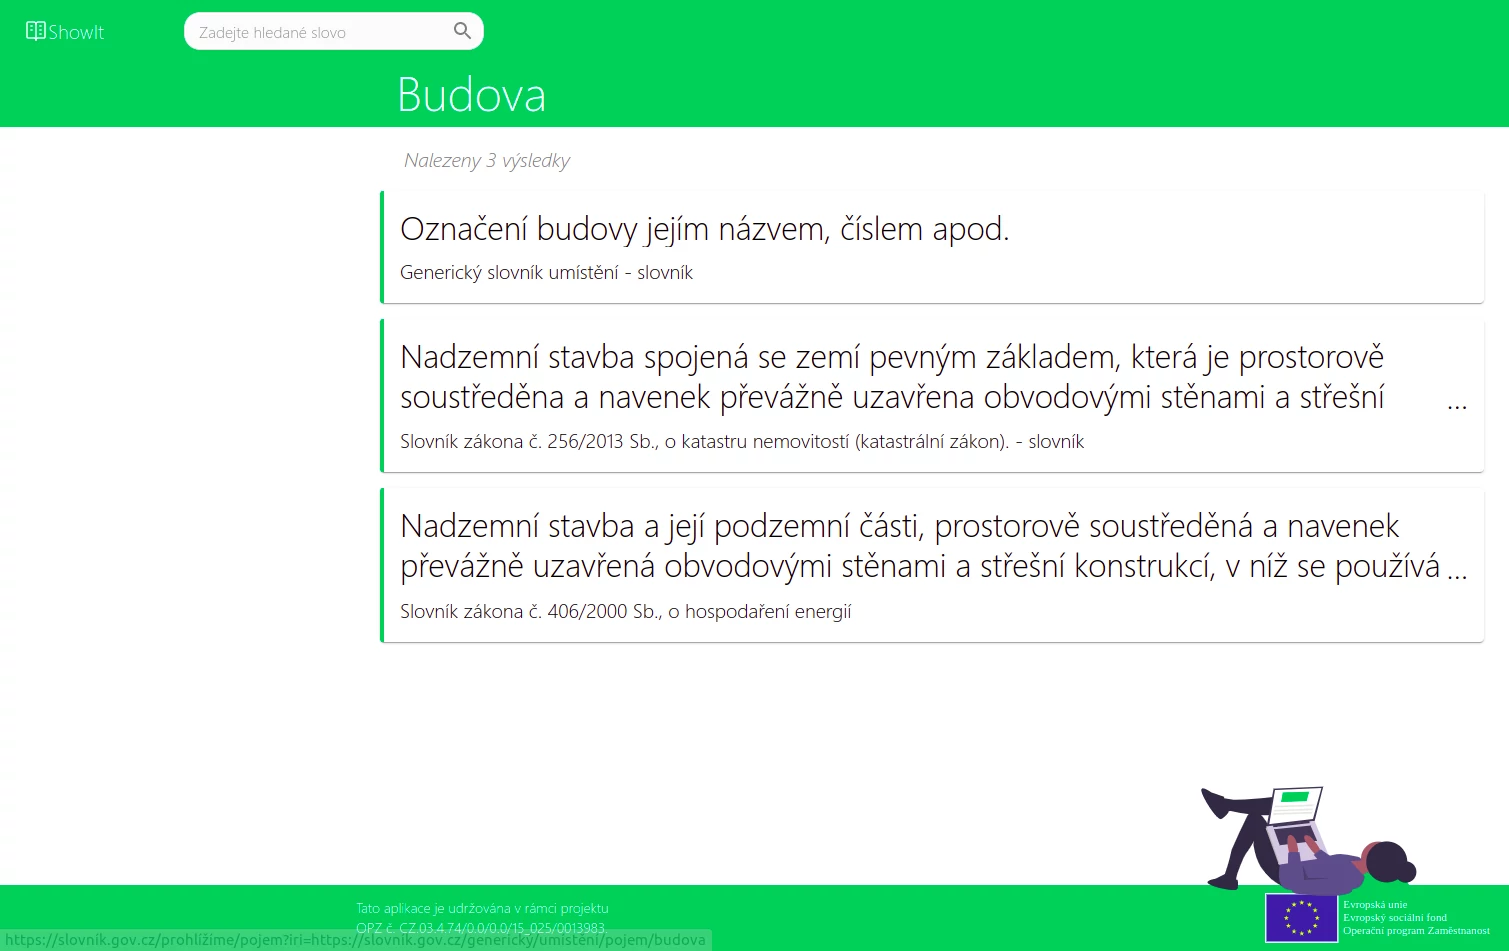 ShowIt
Zadejte hledané slovo
Budova
Nalezeny 3 výsledky
Označení budovy jejím názvem, číslem apod.
Generický slovník umístění - slovník
Nadzemní stavba spojená se zemí pevným základem, která je prostorově
soustředěna a navenek převážně uzavřena obvodovými stěnami a střešní ...
Slovník zákona č. 256/2013 Sb., o katastru nemovitostí (katastrální zákon). - slovník
Nadzemní stavba a její podzemní části, prostorově soustředěná a navenek
převážně uzavřená obvodovými stěnami a střešní konstrukcí, v níž se používá ...
Slovník zákona č. 406/2000 Sb., o hospodaření energií
Tato aplikace je udržována v rámci projektu
OPZ č. CZ.03.4.74/0.0/0.0/15_025/0013983.
Evropská unie
Evropský sociální fond
Operační program Zaměstnanost
https://slovník.gov.cz/prohlížíme/pojem?iri=https://slovník.gov.cz/generický/umístění/pojem/budova